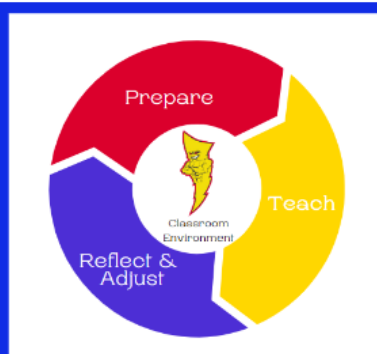 Prepare
Teach
Classroom
Environment
Reflect &
Adjust